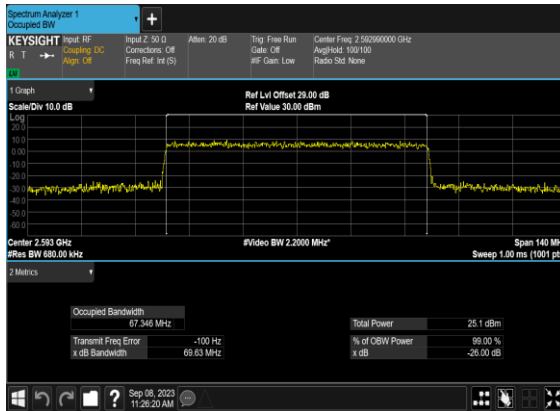 Spectrum Analyzer 1
Occupied BW
+
KEYSIGHT Input: RF Input Z: 50 Ω Atten: 20 dB Trig: Free Run Center Freq: 2.592990000 GHz
R T Coupling: DC Corrections: Off Gate: Off Avg|Hold: 100/100
Align: Off Freq Ref: Int (S) #IF Gain: Low Radio Std: None
1 Graph
Scale/Div 10.0 dB Ref Lvl Offset 29.00 dB
Ref Value 30.00 dBm
Log
20.0
10.0
0.00
-10.0
-20.0
-30.0
-40.0
-50.0
-60.0
Center 2.593 GHz #Video BW 2.2000 MHz* Span 140 MH
#Res BW 680.00 kHz Sweep 1.00 ms (1001 pt
2 Metrics
Occupied Bandwidth
67.346 MHz Total Power 25.1 dBm
Transmit Freq Error -100 Hz % of OBW Power 99.00 %
x dB Bandwidth 69.63 MHz x dB -26.00 dB
? Sep 08, 2023
11:26:20 AM